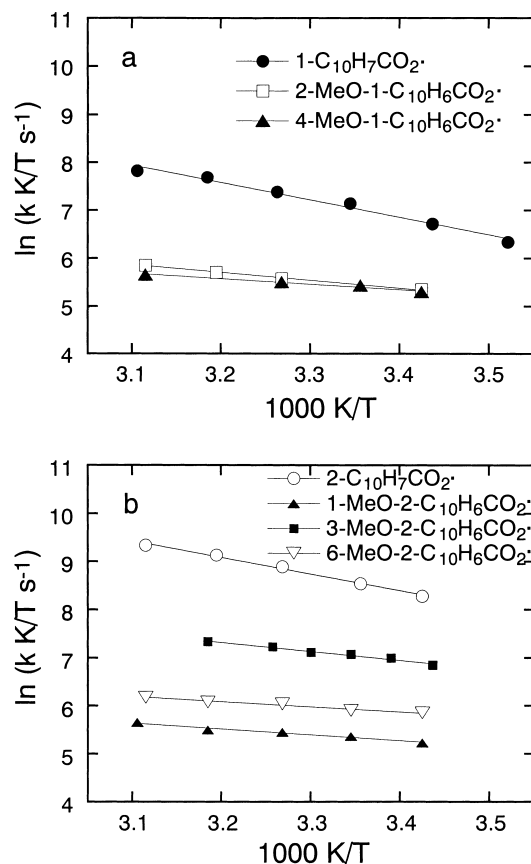 11
10
9
8
7
6
5
4
ln (k K/T s-1)
a
1-C10H7CO2·
2-MeO-1-C10H6CO2·
4-MeO-1-C10H6CO2·
3.1 3.2 3.3 3.4 3.5
1000 K/T
11
10
9
8
7
6
5
4
ln (k K/T s-1)
b
2-C10H7CO2·
1-MeO-2-C10H6CO2·
3-MeO-2-C10H6CO2·
6-MeO-2-C10H6CO2·
3.1 3.2 3.3 3.4 3.5
1000 K/T